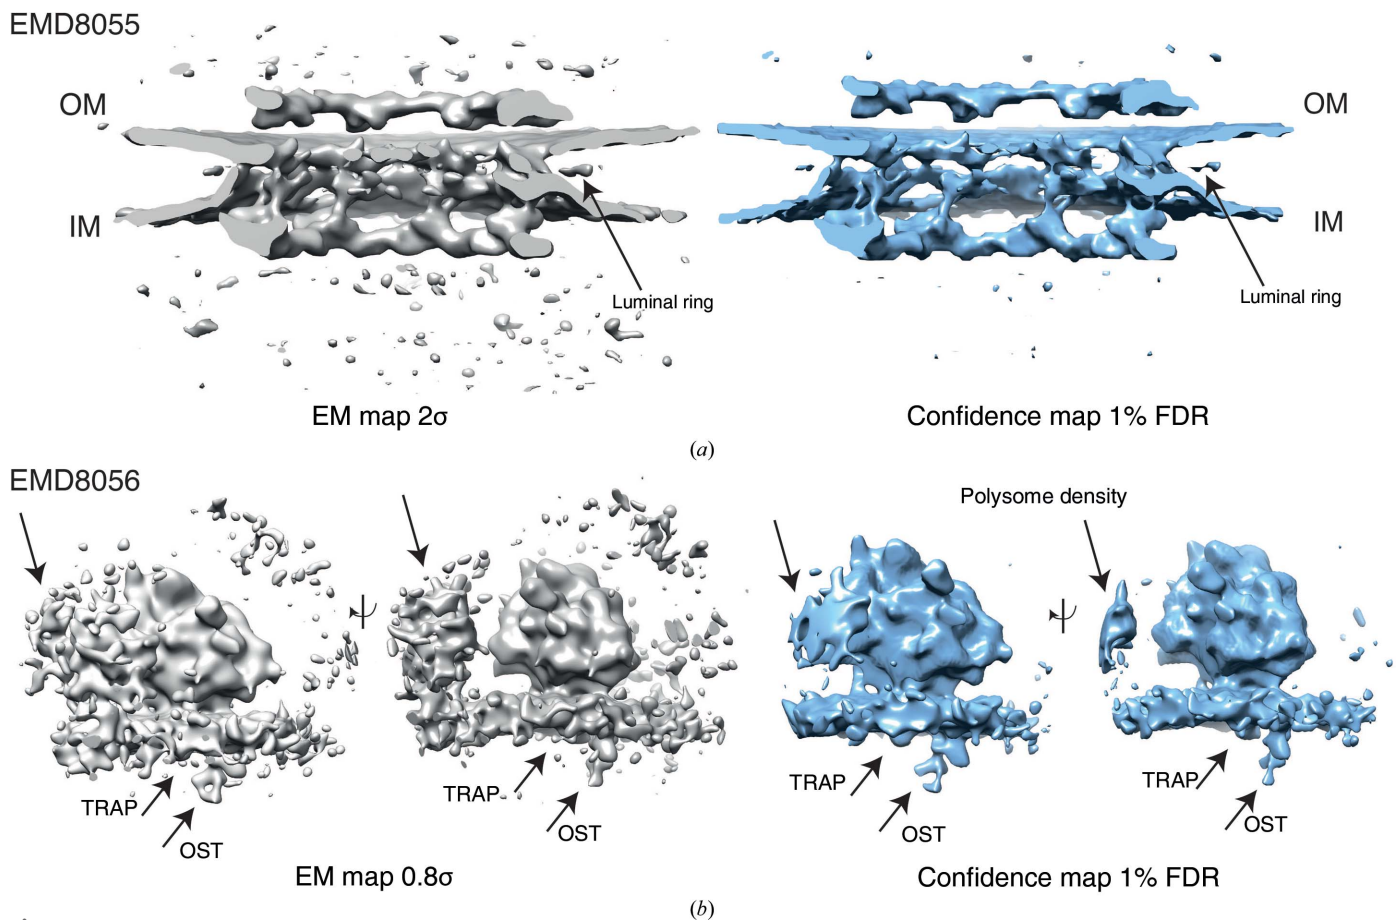 EMD8055
OM
OM
IM
IM
Luminal ring
Luminal ring
EM map 2σ
Confidence map 1% FDR
(a)
EMD8056
Polysome density
TRAP
TRAP
TRAP
TRAP
OST
OST
OST
OST
EM map 0.8σ
Confidence map 1% FDR
(b)